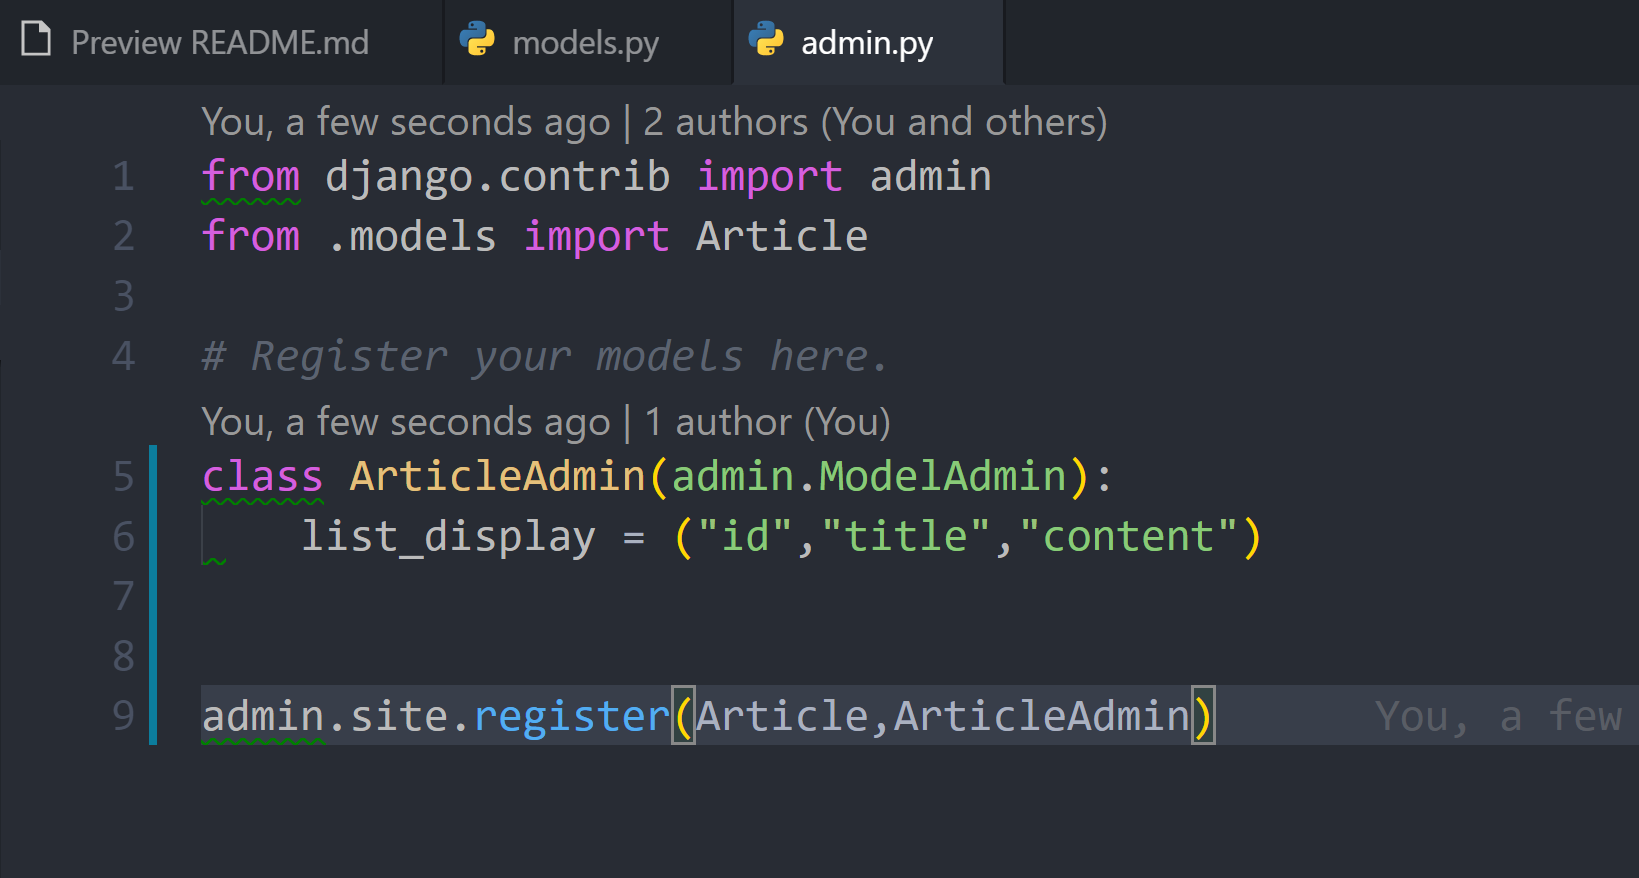 Preview README.md models.py admin.py
You, a few seconds ago | 2 authors (You and others)
1 from django.contrib import admin
2 from .models import Article
3
4 # Register your models here.
You, a few seconds ago | 1 author (You)
5 class ArticleAdmin(admin.ModelAdmin):
6     list_display = ("id","title","content")
7
8
9 admin.site.register(Article,ArticleAdmin) You, a few